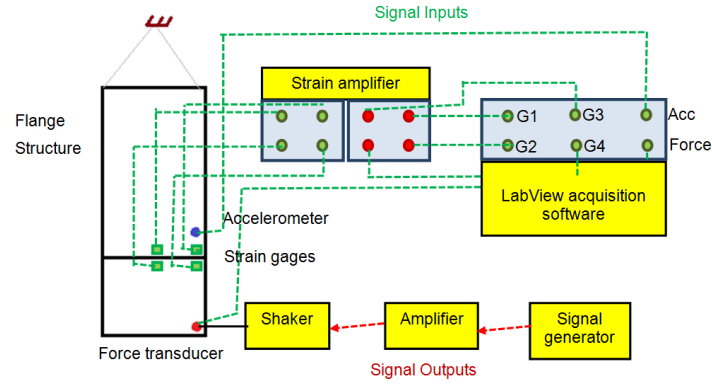 Signal Inputs
Strain amplifier
Flange
Structure
G1
G3
Acc
G2
G4
Force
LabView acquisition
software
Accelerometer
Strain gages
Shaker
Amplifier
Signal
generator
Force transducer
Signal Outputs